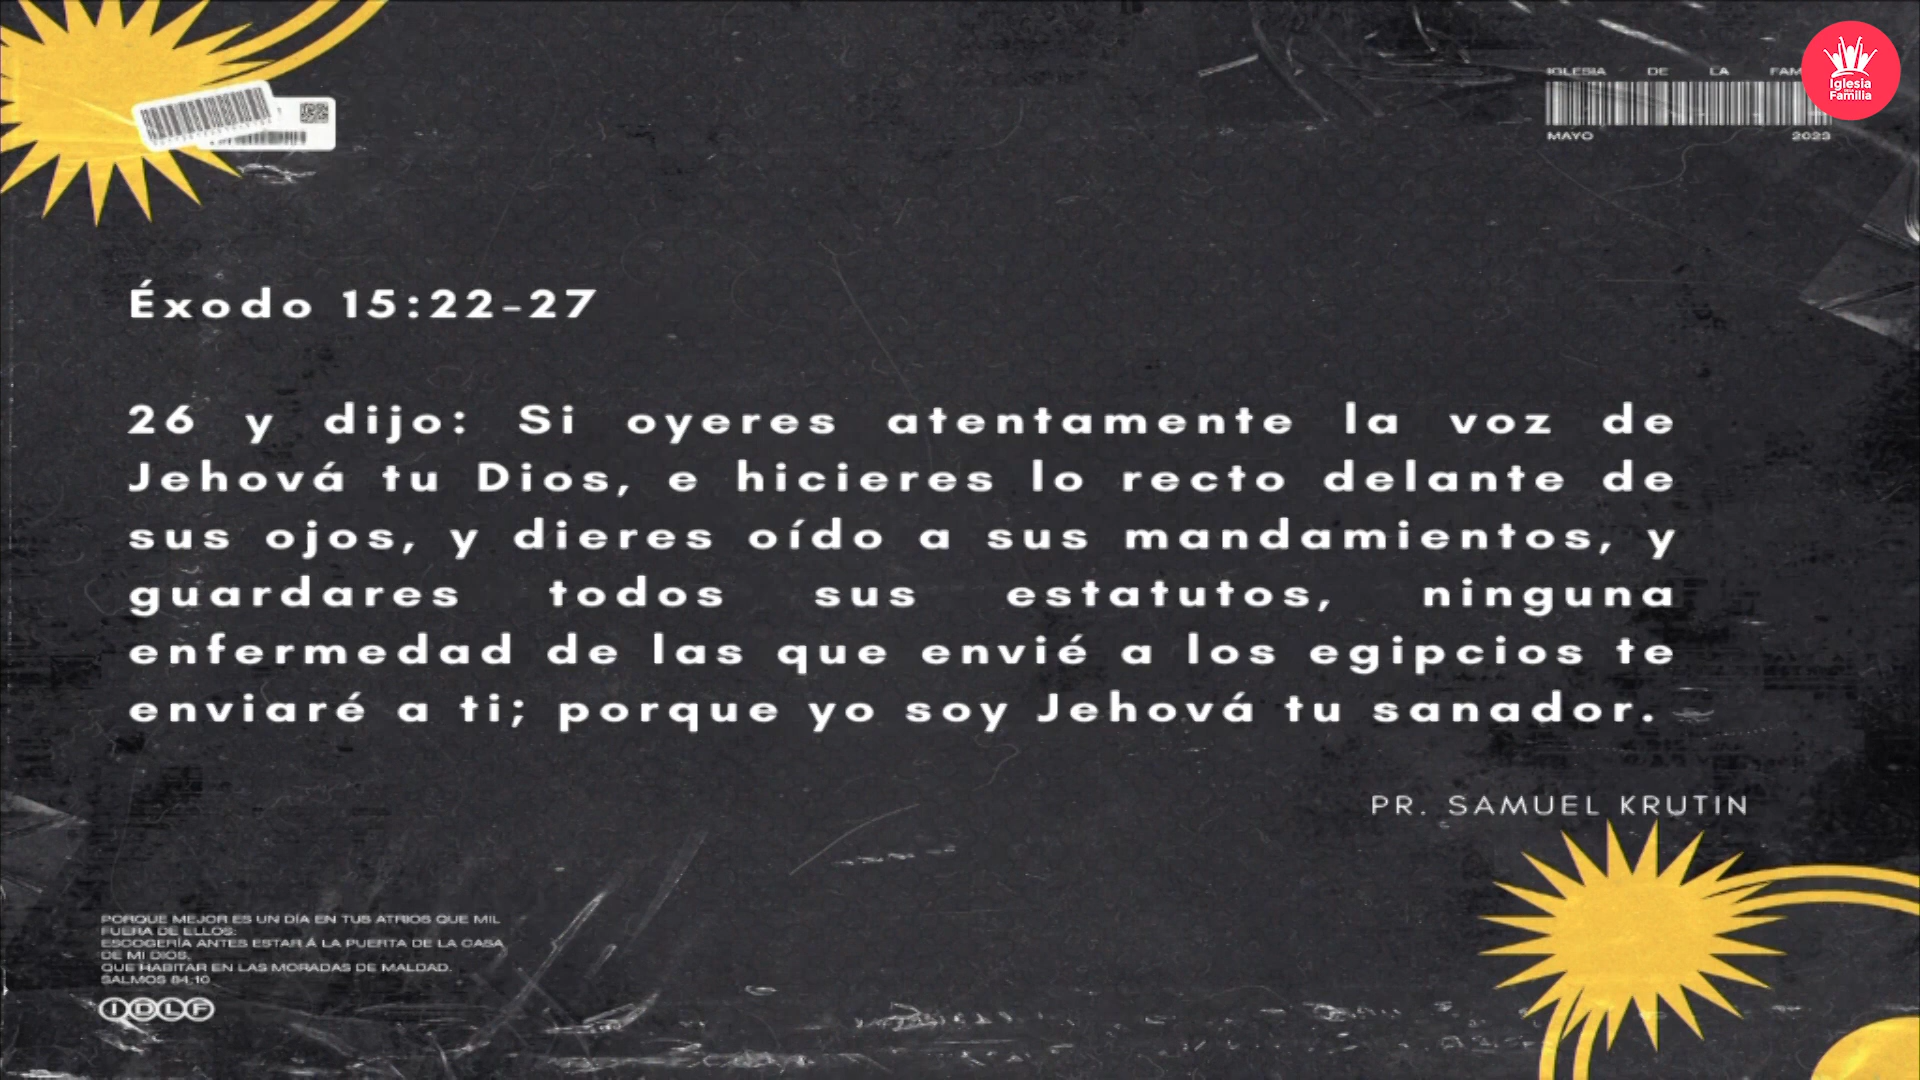 IGLESIA DE LA
Iglesia
Familia
MAYO 2023
Éxodo 15:22-27
26 y dijo: Si oyeres atentamente la voz de
Jehová tu Dios, e hicieres lo recto delante de
sus ojos, y dieres oído a sus mandamientos, y
guardares todos sus estatutos, ninguna
enfermedad de las que envié a los egipcios te
enviaré a ti; porque yo soy Jehová tu sanador.
PR. SAMUEL KRUTIN
PORQUE MEJOR ES UN DÍA EN TUS ATRIOS QUE MIL
FUERA DE ELLOS:
ESCOGERÍA ANTES ESTAR Á LA PUERTA DE LA CASA
DE MI DIOS,
QUE HABITAR EN LAS MORADAS DE MALDAD.
SALMOS 84:10
IDLF